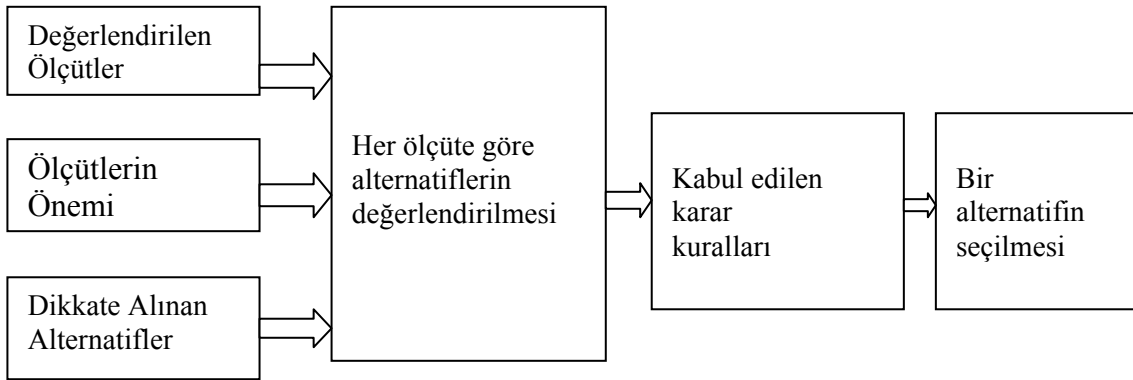 Değerlendirilen
Ölçütler
Ölçütlerin
Önemi
Dikkate Alınan
Alternatifler
Her ölçüte göre
alternatiflerin
değerlendirilmesi
Kabul edilen
karar
kuralları
Bir
alternatifin
seçilmesi